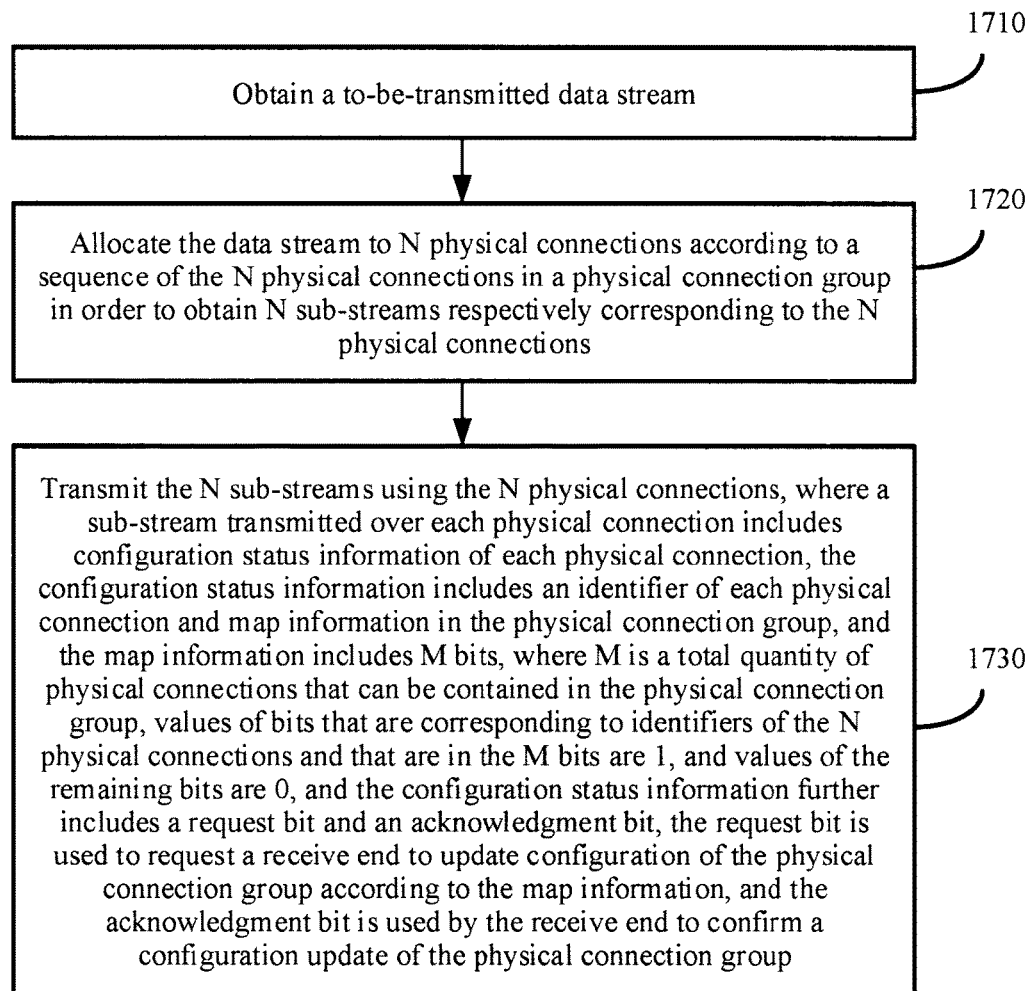 1710
Obtain a to-be-transmitted data stream
1720
Allocate the data stream to N physical connections according to a
sequence of the N physical connections in a physical connection group
in order to obtain N sub-streams respectively corresponding to the N
physical connections
Transmit the N sub-streams using the N physical connections, where a
sub-stream transmitted over each physical connection includes
configuration status information of each physical connection, the
configuration status information includes an identifier of each physical
connection and map information in the physical connection group, and
the map information includes M bits, where M is a total quantity of
physical connections that can be contained in the physical connection
group, values of bits that are corresponding to identifiers of the N
physical connections and that are in the M bits are 1, and values of the
remaining bits are 0, and the configuration status information further
includes a request bit and an acknowledgment bit, the request bit is
used to request a receive end to update configuration of the physical
connection group according to the map information, and the
acknowledgment bit is used by the receive end to confirm a
configuration update of the physical connection group
1730